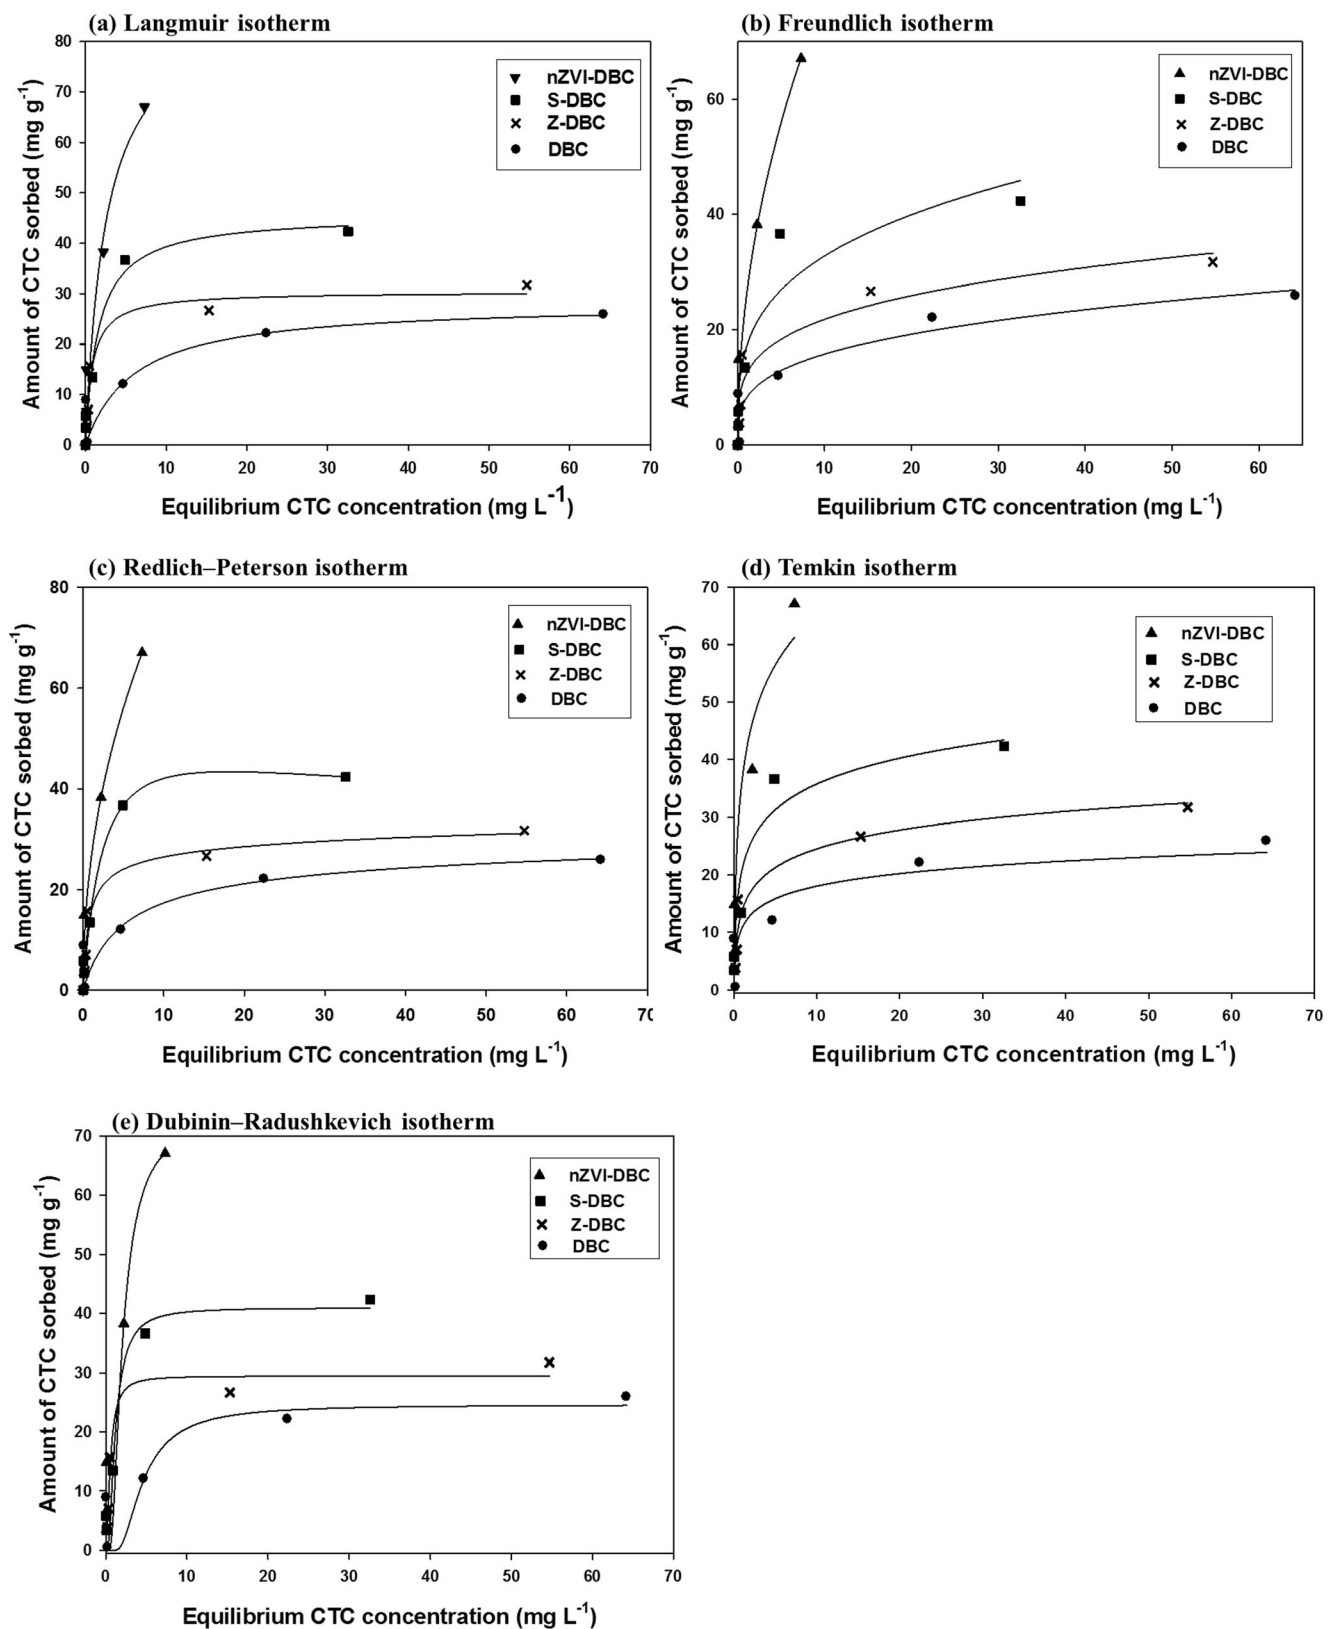 (a) Langmuir isotherm
80
70
60
50
40
30
20
10
0
0 10 20 30 40 50 60 70
Amount of CTC sorbed (mg g-1)
Equilibrium CTC concentration (mg L-1)
nZVI-DBC
S-DBC
Z-DBC
DBC
(b) Freundlich isotherm
60
40
20
0
0 10 20 30 40 50 60
Amount of CTC sorbed (mg g-1)
Equilibrium CTC concentration (mg L-1)
nZVI-DBC
S-DBC
Z-DBC
DBC
(c) Redlich–Peterson isotherm
80
60
40
20
0
0 10 20 30 40 50 60 70
Amount of CTC sorbed (mg g-1)
Equilibrium CTC concentration (mg L-1)
nZVI-DBC
S-DBC
Z-DBC
DBC
(d) Temkin isotherm
70
60
50
40
30
20
10
0
0 10 20 30 40 50 60 70
Amount of CTC sorbed (mg g-1)
Equilibrium CTC concentration (mg L-1)
nZVI-DBC
S-DBC
Z-DBC
DBC
(e) Dubinin–Radushkevich isotherm
70
60
50
40
30
20
10
0
0 10 20 30 40 50 60 70
Amount of CTC sorbed (mg g-1)
Equilibrium CTC concentration (mg L-1)
nZVI-DBC
S-DBC
Z-DBC
DBC